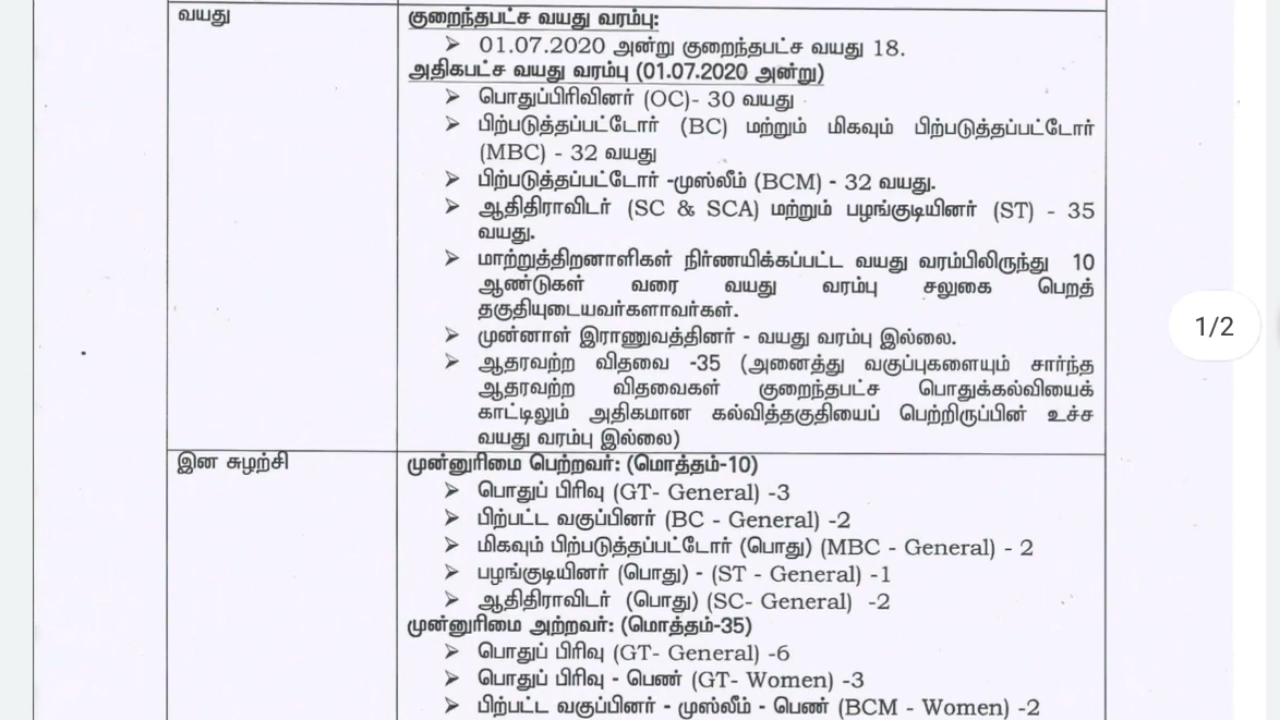 வயது
குறைந்தபட்ச வயது வரம்பு:
➢ 01.07.2020 அன்று குறைந்தபட்ச வயது 18.
அதிகபட்ச வயது வரம்பு (01.07.2020 அன்று)
➢ பொதுப்பிரிவினர் (OC)- 30 வயது
➢ பிற்படுத்தப்பட்டோர் (BC) மற்றும் மிகவும் பிற்படுத்தப்பட்டோர்
(MBC) - 32 வயது
➢ பிற்படுத்தப்பட்டோர் -முஸ்லீம் (BCM) - 32 வயது.
➢ ஆதிதிராவிடர் (SC & SCA) மற்றும் பழங்குடியினர் (ST) - 35
வயது.
➢ மாற்றுத்திறனாளிகள் நிர்ணயிக்கப்பட்ட வயது வரம்பிலிருந்து 10
ஆண்டுகள் வரை வயது வரம்பு சலுகை பெறத்
தகுதியுடையவர்களாவர்கள்.
➢ முன்னாள் இராணுவத்தினர் - வயது வரம்பு இல்லை.
➢ ஆதரவற்ற விதவை -35 (அனைத்து வகுப்புகளையும் சார்ந்த
ஆதரவற்ற விதவைகள் குறைந்தபட்ச பொதுக்கல்வியைக்
காட்டிலும் அதிகமான கல்வித்தகுதியைப் பெற்றிருப்பின் உச்ச
வயது வரம்பு இல்லை)
இன சுழற்சி
முன்னுரிமை பெற்றவர்: (மொத்தம்-10)
➢ பொதுப் பிரிவு (GT- General) -3
➢ பிற்பட்ட வகுப்பினர் (BC - General) -2
➢ மிகவும் பிற்படுத்தப்பட்டோர் (பொது) (MBC - General) - 2
➢ பழங்குடியினர் (பொது) - (ST - General) -1
➢ ஆதிதிராவிடர் (பொது) (SC- General) -2
முன்னுரிமை அற்றவர்: (மொத்தம்-35)
➢ பொதுப் பிரிவு (GT- General) -6
➢ பொதுப் பிரிவு - பெண் (GT- Women) -3
➢ பிற்பட்ட வகுப்பினர் - முஸ்லீம் - பெண் (BCM - Women) -2
1/2